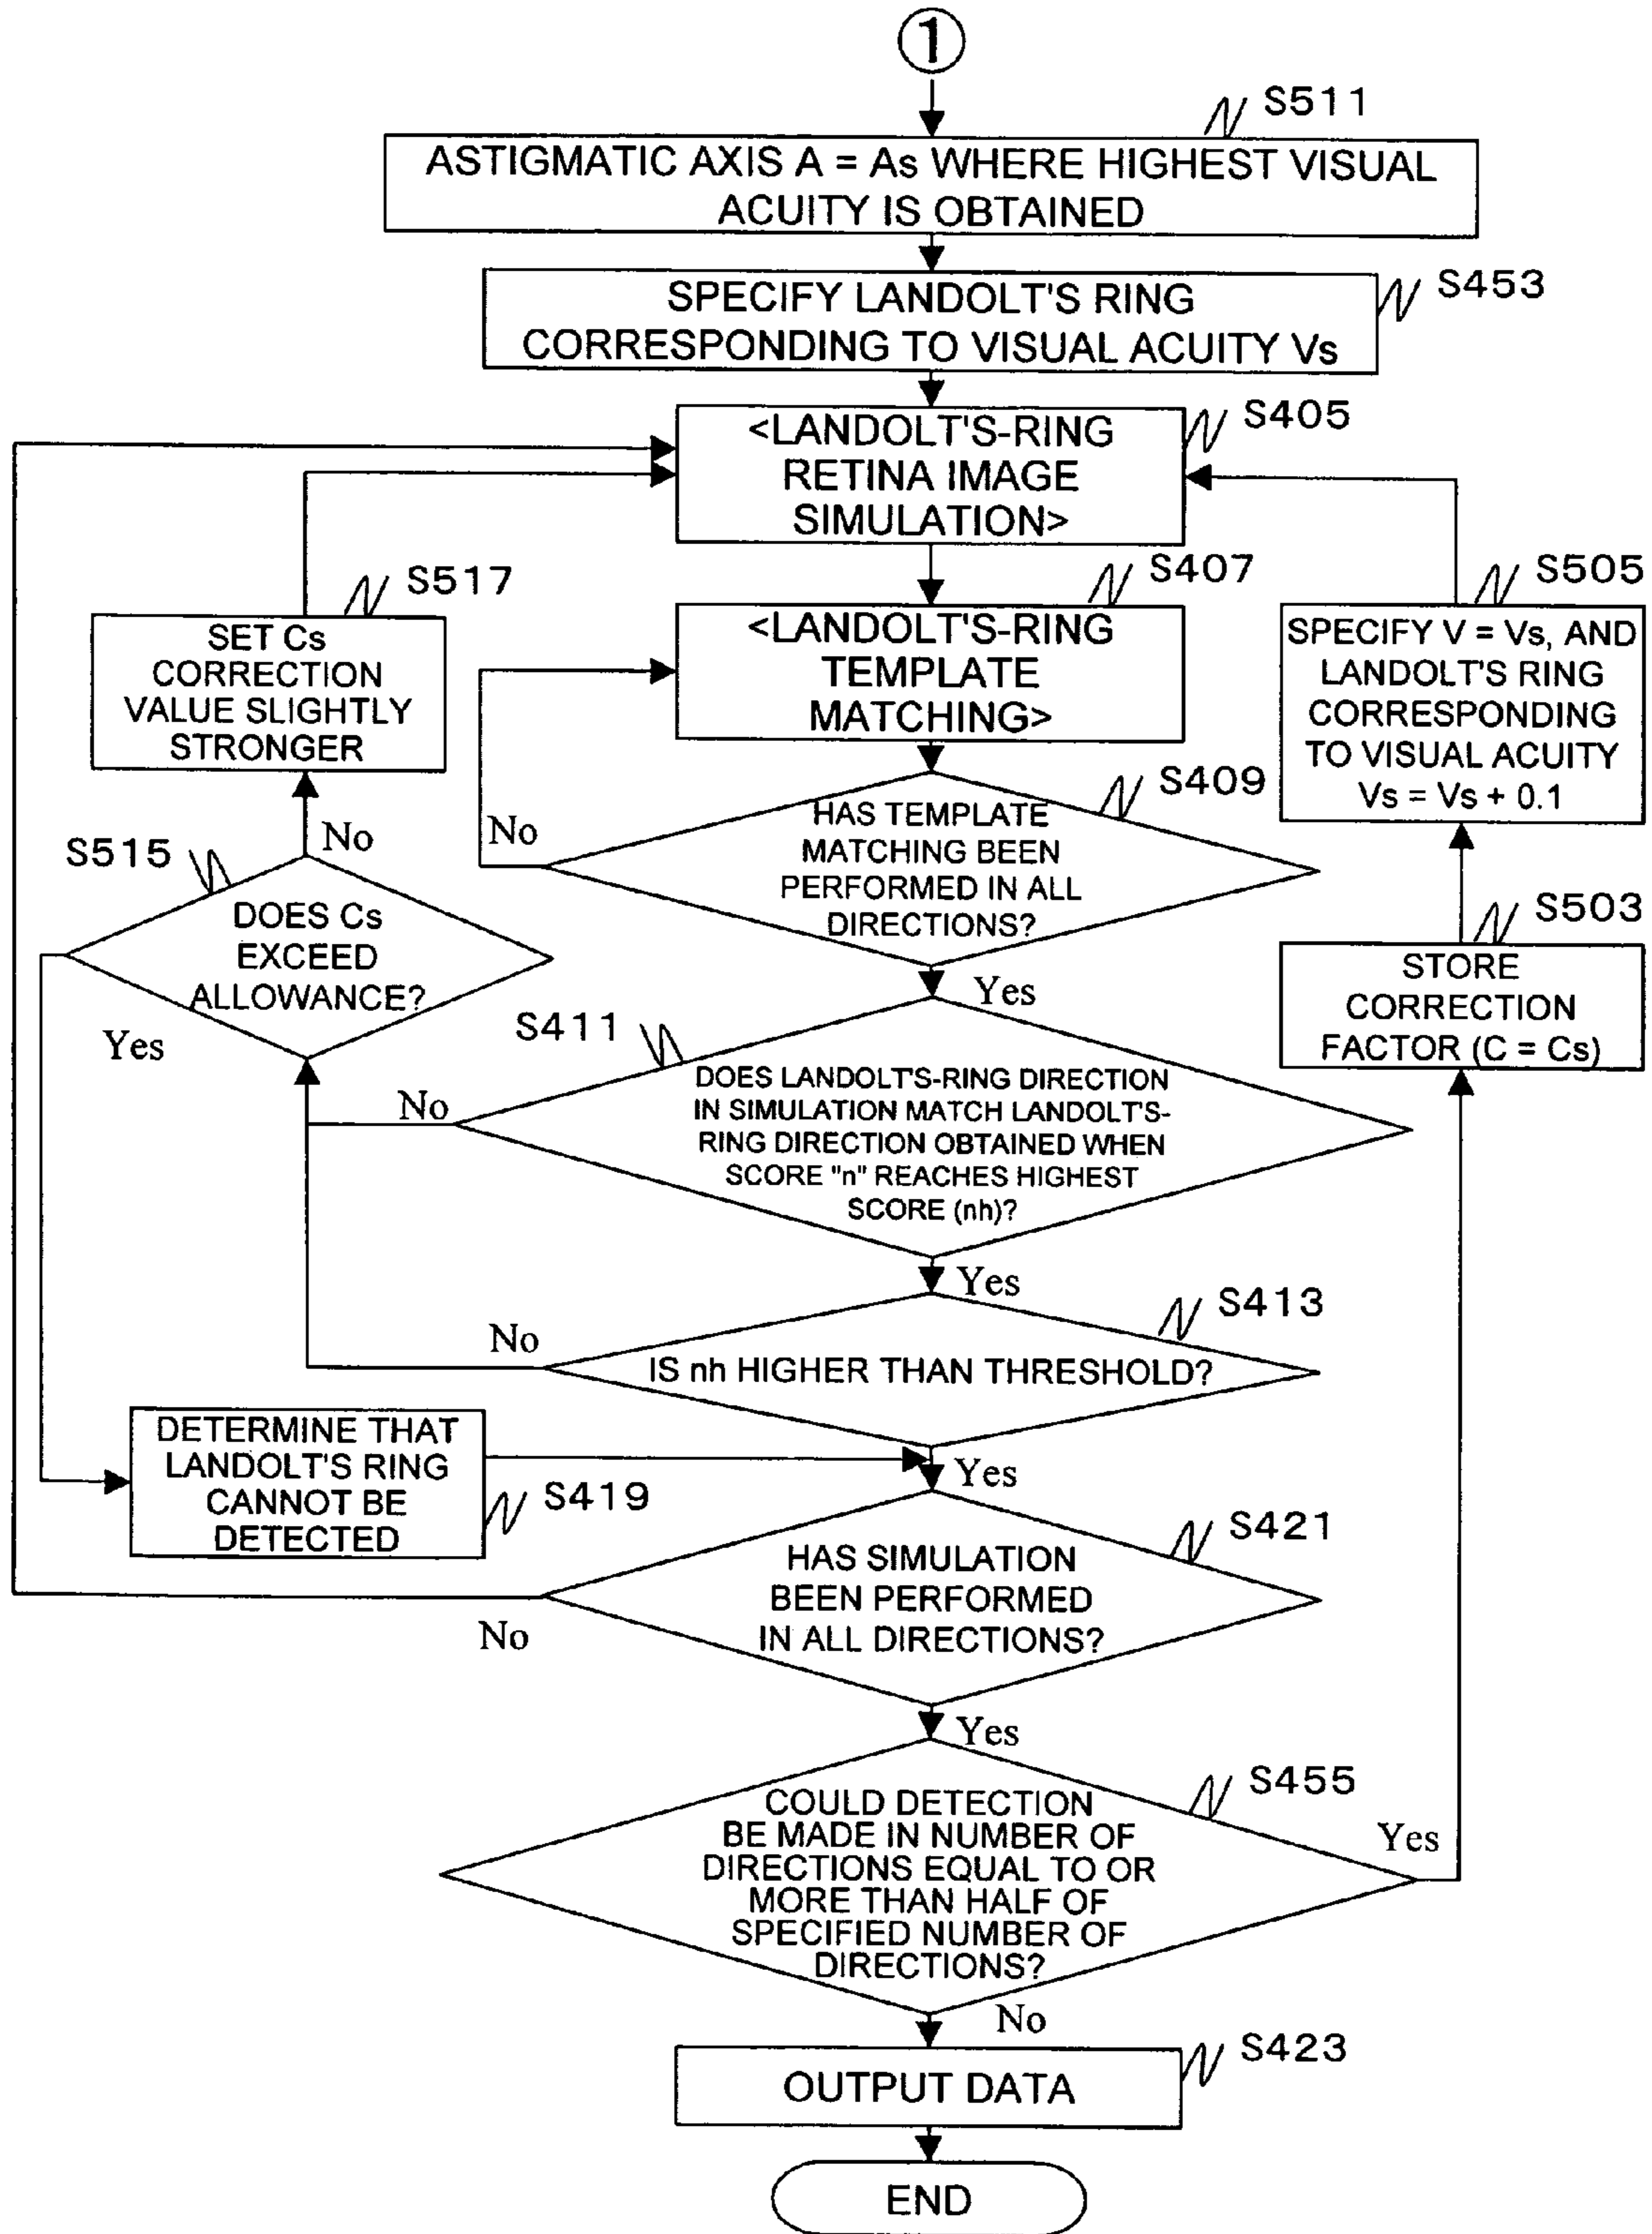 1
S511
ASTIGMATIC AXIS A = As WHERE HIGHEST VISUAL
ACUITY IS OBTAINED
S453
SPECIFY LANDOLT'S RING
CORRESPONDING TO VISUAL ACUITY Vs
S405
<LANDOLT'S-RING
RETINA IMAGE
SIMULATION>
S517
SET Cs
CORRECTION
VALUE SLIGHTLY
STRONGER
S407
<LANDOLT'S-RING
TEMPLATE
MATCHING>
S505
SPECIFY V = Vs, AND
LANDOLT'S RING
CORRESPONDING
TO VISUAL ACUITY
Vs = Vs + 0.1
S409
HAS TEMPLATE
MATCHING BEEN
PERFORMED IN ALL
DIRECTIONS?
No
Yes
S515
No
DOES Cs
EXCEED
ALLOWANCE?
Yes
S503
STORE
CORRECTION
FACTOR (C = Cs)
S411
No
DOES LANDOLT'S-RING DIRECTION
IN SIMULATION MATCH LANDOLT'S-
RING DIRECTION OBTAINED WHEN
SCORE "n" REACHES HIGHEST
SCORE (nh)?
Yes
S413
No
IS nh HIGHER THAN THRESHOLD?
Yes
DETERMINE THAT
LANDOLT'S RING
CANNOT BE
DETECTED
S419
S421
HAS SIMULATION
BEEN PERFORMED
IN ALL DIRECTIONS?
No
Yes
S455
COULD DETECTION
BE MADE IN NUMBER OF
DIRECTIONS EQUAL TO OR
MORE THAN HALF OF
SPECIFIED NUMBER OF
DIRECTIONS?
Yes
No
S423
OUTPUT DATA
END